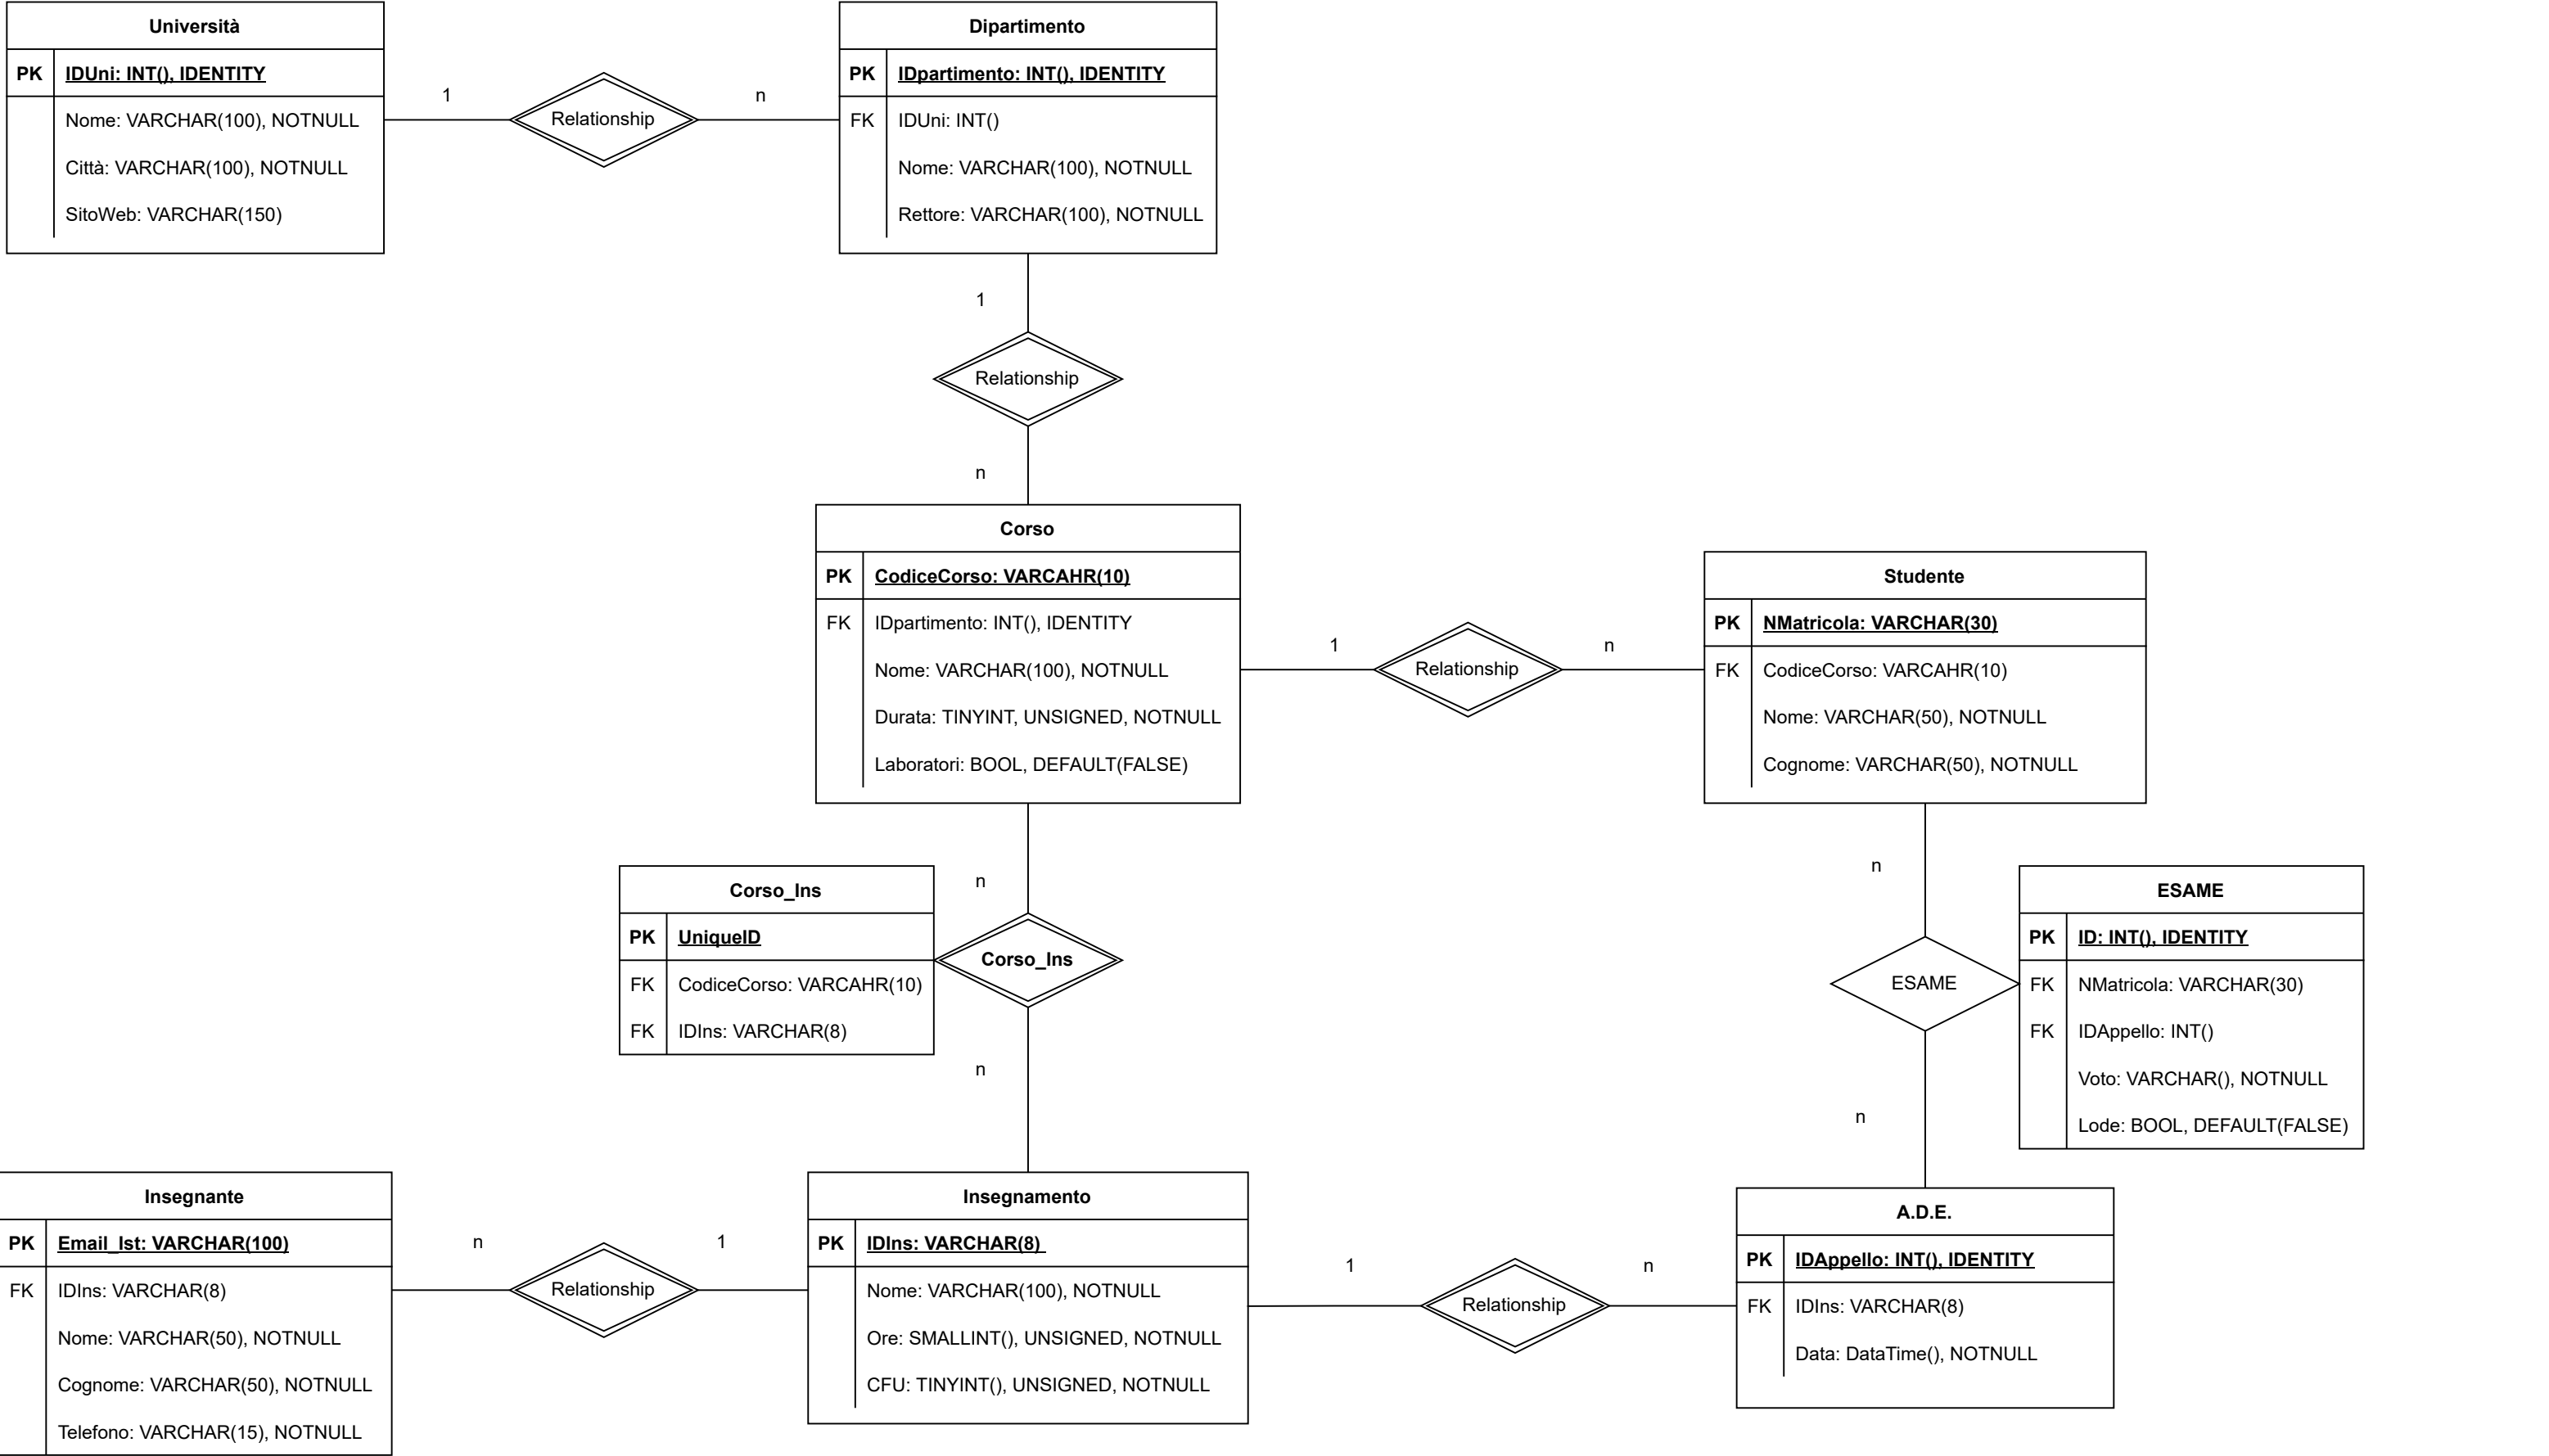 Università
PK IDUni: INT(), IDENTITY
Nome: VARCHAR(100), NOTNULL
Città: VARCHAR(100), NOTNULL
SitoWeb: VARCHAR(150)
1
Relationship
n
Dipartimento
PK IDpartimento: INT(), IDENTITY
FK IDUni: INT()
Nome: VARCHAR(100), NOTNULL
Rettore: VARCHAR(100), NOTNULL
1
Relationship
n
Corso
PK CodiceCorso: VARCAHR(10)
FK IDpartimento: INT(), IDENTITY
Nome: VARCHAR(100), NOTNULL
Durata: TINYINT, UNSIGNED, NOTNULL
Laboratori: BOOL, DEFAULT(FALSE)
1
Relationship
n
Studente
PK NMatricola: VARCHAR(30)
FK CodiceCorso: VARCAHR(10)
Nome: VARCHAR(50), NOTNULL
Cognome: VARCHAR(50), NOTNULL
n
Corso_Ins
PK UniqueID
FK CodiceCorso: VARCAHR(10)
FK IDIns: VARCHAR(8)
Corso_Ins
n
n
ESAME
ESAME
PK ID: INT(), IDENTITY
FK NMatricola: VARCHAR(30)
FK IDAppello: INT()
Voto: VARCHAR(), NOTNULL
Lode: BOOL, DEFAULT(FALSE)
n
Insegnante
PK Email_Ist: VARCHAR(100)
FK IDIns: VARCHAR(8)
Nome: VARCHAR(50), NOTNULL
Cognome: VARCHAR(50), NOTNULL
Telefono: VARCHAR(15), NOTNULL
n
Relationship
1
Insegnamento
PK IDIns: VARCHAR(8)
Nome: VARCHAR(100), NOTNULL
Ore: SMALLINT(), UNSIGNED, NOTNULL
CFU: TINYINT(), UNSIGNED, NOTNULL
1
Relationship
n
A.D.E.
PK IDAppello: INT(), IDENTITY
FK IDIns: VARCHAR(8)
Data: DataTime(), NOTNULL